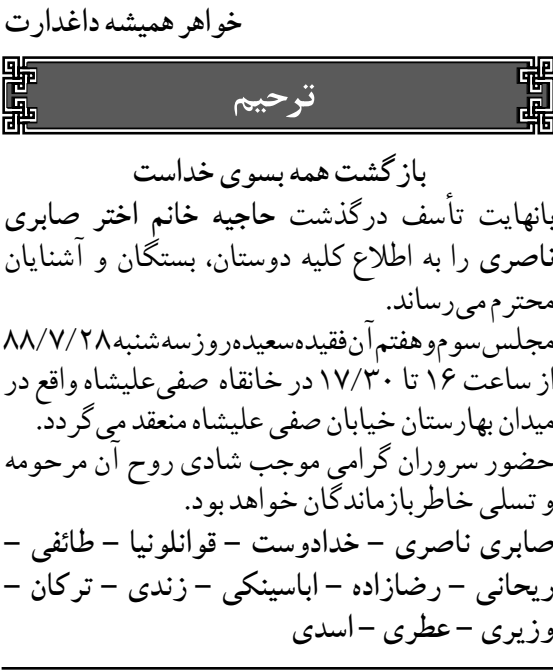 خواهر همیشه داغدارت
ترحیم
بازگشت همه بسوی خداست
بانهایت تأسف درگذشت حاجیه خانم اختر صابری
ناصری را به اطلاع کلیه دوستان، بستگان و آشنایان
محترم می‌رساند.
مجلس سوم وهفتم آن فقیده سعیده روز سه شنبه ۸۸/۷/۲۸
از ساعت ۱۶ تا ۱۷/۳۰ در خانقاه صفی‌علیشاه واقع در
میدان بهارستان خیابان صفی علیشاه منعقد می‌گردد.
حضور سروران گرامی موجب شادی روح آن مرحومه
و تسلی خاطر بازماندگان خواهد بود.
صابری ناصری – خدادوست – قوانلونیا – طائفی –
ریحانی – رضازاده – اباسینکی – زندی – ترکان –
وزیری – عطری – اسدی